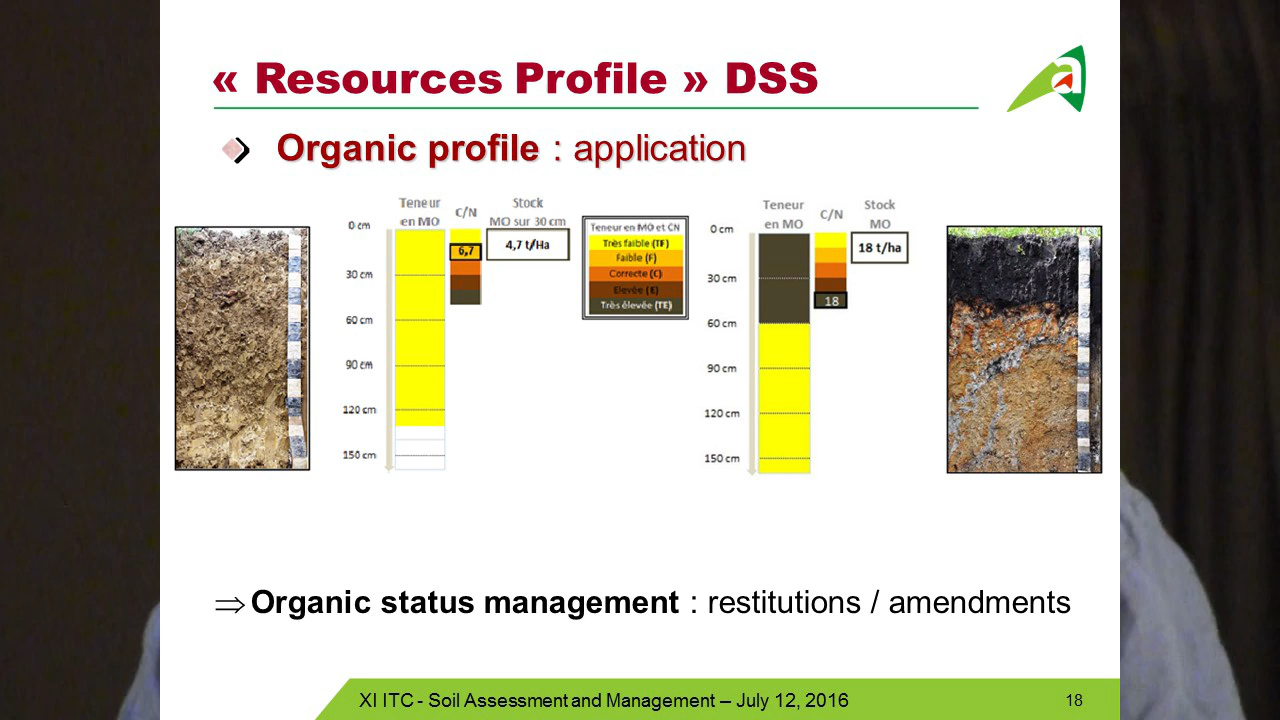 « Resources Profile » DSS
Organic profile : application
Teneur
en MO
C/N
Stock
MO sur 30 cm
0 cm
30 cm
60 cm
90 cm
120 cm
150 cm
6,7
4,7 t/Ha
Teneur en MO et CN
Très faible (TF)
Faible (F)
Correcte (C)
Elevée (E)
Très élevée (TE)
Teneur
en MO
C/N
Stock
MO
0 cm
30 cm
60 cm
90 cm
120 cm
150 cm
18 t/ha
18
⇒ Organic status management : restitutions / amendments
XI ITC - Soil Assessment and Management – July 12, 2016
18
a